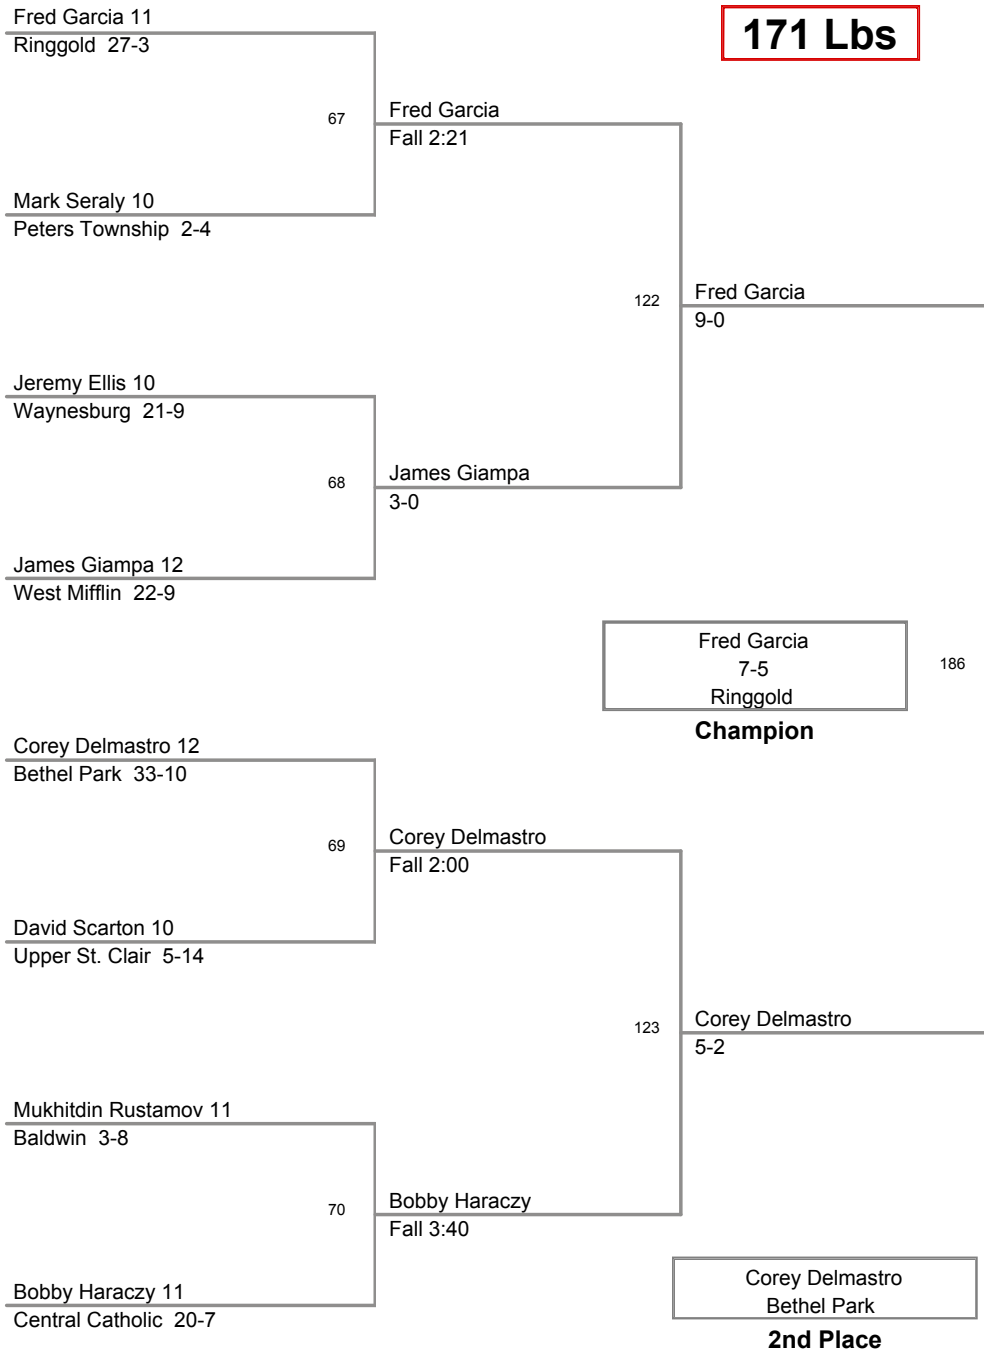 Fred Garcia 11
Ringgold 27-3
171 Lbs
67
Fred Garcia
Fall 2:21
Mark Seraly 10
Peters Township 2-4
122
Fred Garcia
9-0
Jeremy Ellis 10
Waynesburg 21-9
68
James Giampa
3-0
James Giampa 12
West Mifflin 22-9
Fred Garcia
7-5
Ringgold
186
Champion
Corey Delmastro 12
Bethel Park 33-10
69
Corey Delmastro
Fall 2:00
David Scarton 10
Upper St. Clair 5-14
123
Corey Delmastro
5-2
Mukhitdin Rustamov 11
Baldwin 3-8
70
Bobby Haraczy
Fall 3:40
Bobby Haraczy 11
Central Catholic 20-7
Corey Delmastro
Bethel Park
2nd Place